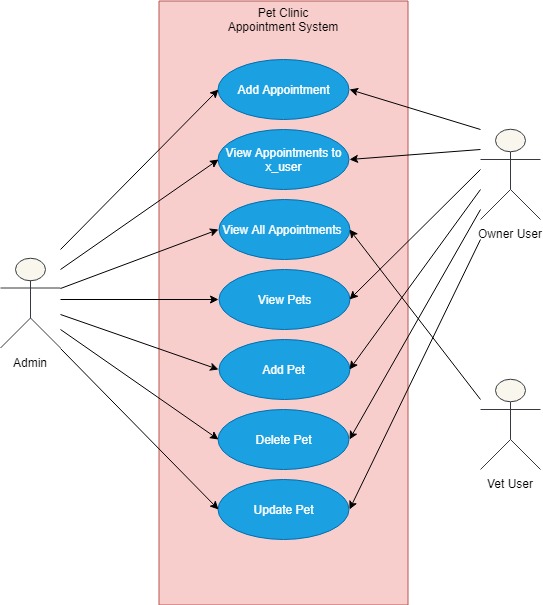 Pet Clinic
Appointment System
Add Appointment
View Appointments to
x_user
View All Appointments
Owner User
View Pets
Admin
Add Pet
Delete Pet
Vet User
Update Pet